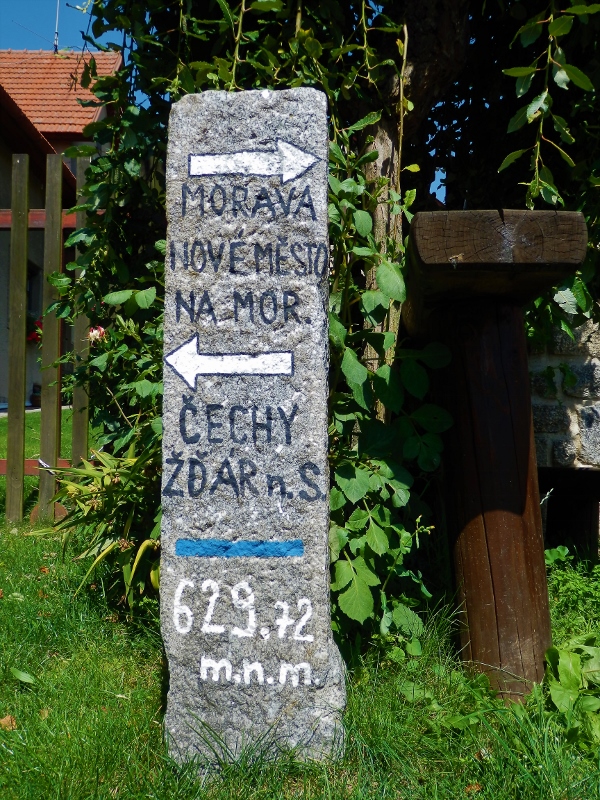 MORAVA
NOVÉ MĚSTO
NA MOR.
ČECHY
ŽĎÁR n.S.
629.72
m.n.m.